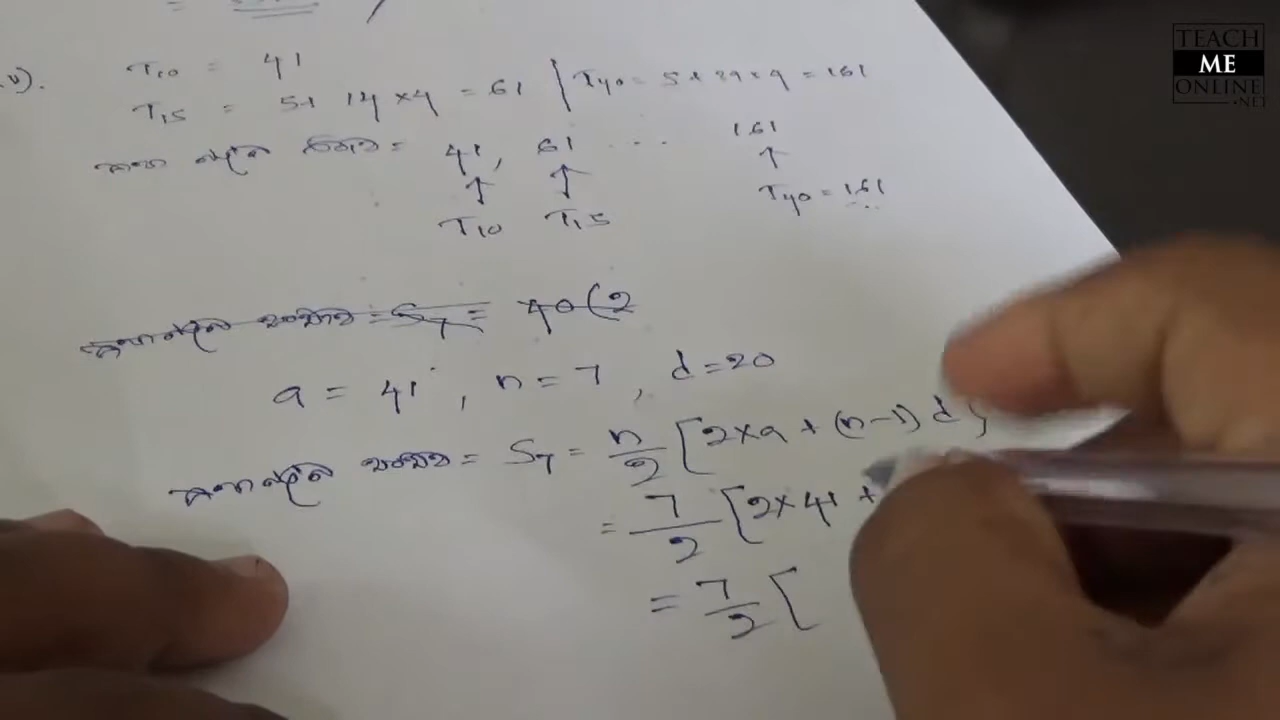 TEACH
ME
ONLINE
.NET
v).
T10 = 41
T15 = 5+ 14 ×4 = 61 | T40 = 5+ 39×4 = 161
= 41, 61 ... 161
↑ ↑ ↑
T10 T15 T40 = 161
= S7 = 40(2
a = 41, n = 7, d = 20
= S7 = n/2 [2×a + (n-1) d]
= 7/2 [2×41 +
= 7/2 [